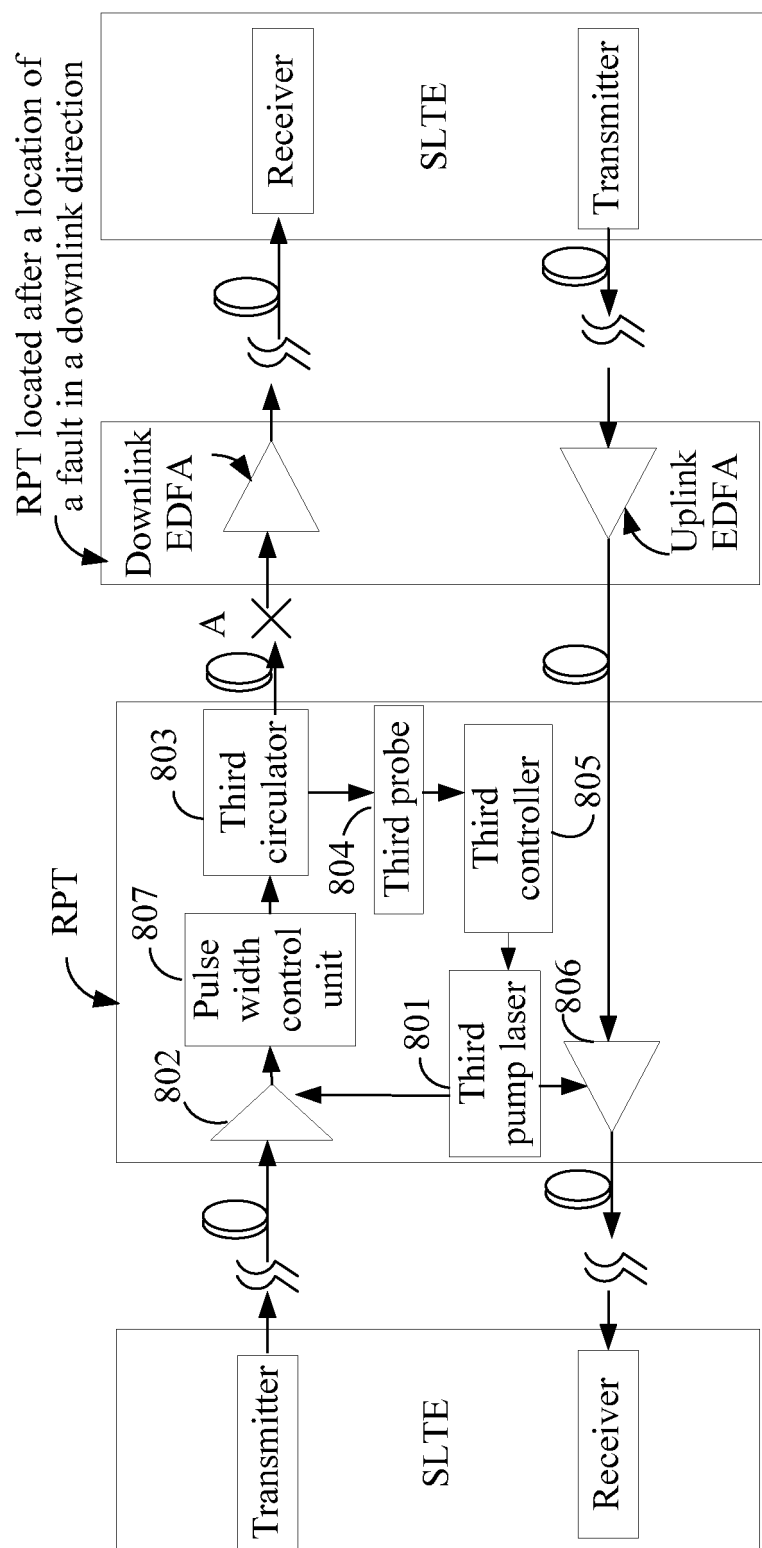 RPT located after a location of
a fault in a downlink direction
RPT
SLTE
Transmitter
Receiver
802
Pulse
width
control
unit
807
Third
circulator
803
Third probe
804
Third
controller
805
Third
pump laser
801
806
A
Downlink
EDFA
Uplink
EDFA
SLTE
Receiver
Transmitter